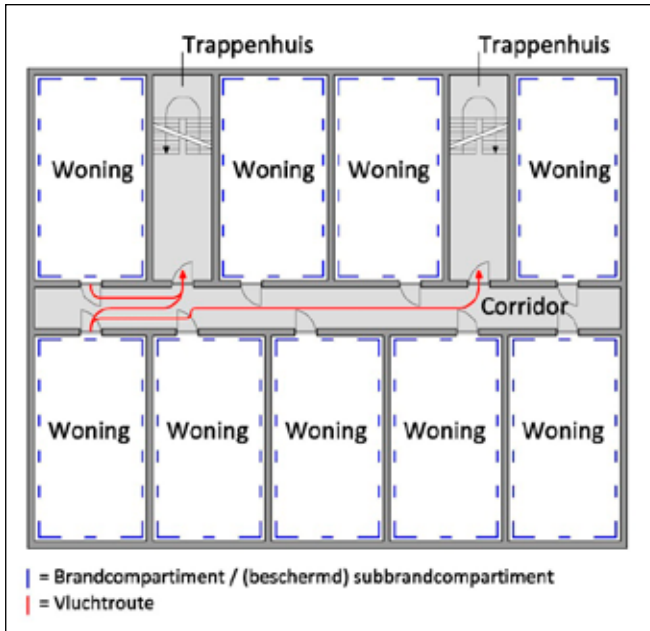 Trappenhuis Trappenhuis
Woning Woning Woning Woning
Corridor
Woning Woning Woning Woning Woning
= Brandcompartiment / (beschermd) subbrandcompartiment
= Vluchtroute